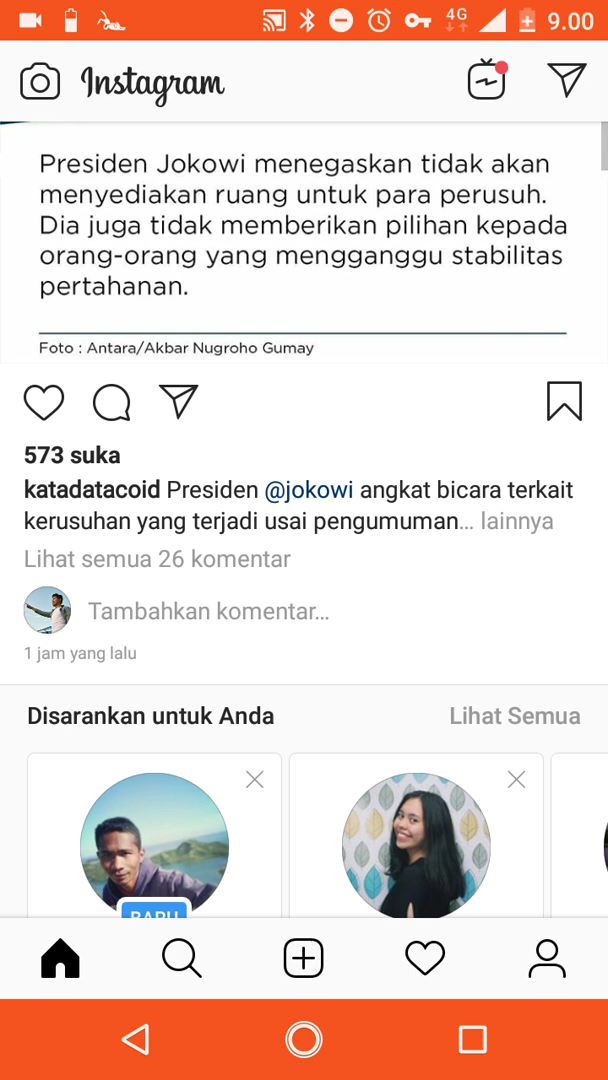 4G
9.00
Instagram
Presiden Jokowi menegaskan tidak akan
menyediakan ruang untuk para perusuh.
Dia juga tidak memberikan pilihan kepada
orang-orang yang mengganggu stabilitas
pertahanan.
Foto : Antara/Akbar Nugroho Gumay
573 suka
katadatacoid Presiden @jokowi angkat bicara terkait
kerusuhan yang terjadi usai pengumuman... lainnya
Lihat semua 26 komentar
Tambahkan komentar...
1 jam yang lalu
Disarankan untuk Anda Lihat Semua
BARU